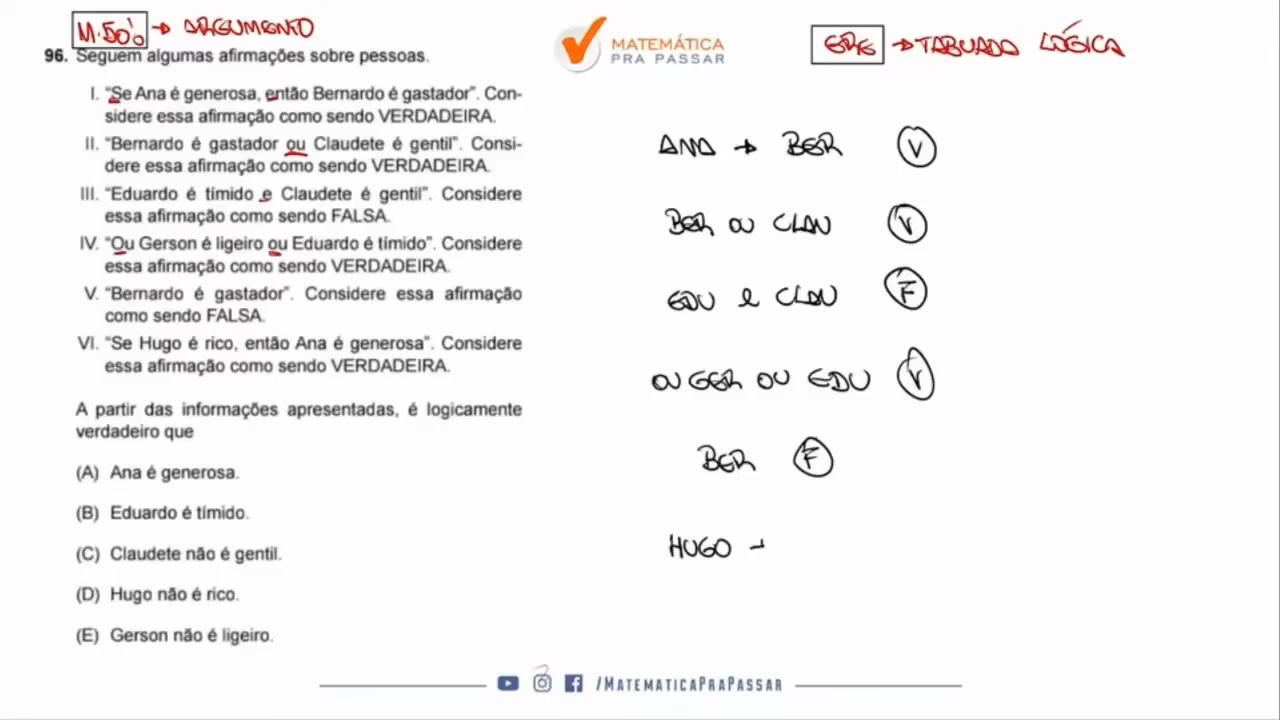 M.50% → ARGUMENTO
96. Seguem algumas afirmações sobre pessoas.
I. “Se Ana é generosa, então Bernardo é gastador”. Con-
sidere essa afirmação como sendo VERDADEIRA.
II. “Bernardo é gastador ou Claudete é gentil”. Consi-
dere essa afirmação como sendo VERDADEIRA.
III. “Eduardo é tímido e Claudete é gentil”. Considere
essa afirmação como sendo FALSA.
IV. “Ou Gerson é ligeiro ou Eduardo é tímido”. Considere
essa afirmação como sendo VERDADEIRA.
V. “Bernardo é gastador”. Considere essa afirmação
como sendo FALSA.
VI. “Se Hugo é rico, então Ana é generosa”. Considere
essa afirmação como sendo VERDADEIRA.
A partir das informações apresentadas, é logicamente
verdadeiro que
(A) Ana é generosa.
(B) Eduardo é tímido.
(C) Claudete não é gentil.
(D) Hugo não é rico.
(E) Gerson não é ligeiro.
MATEMÁTICA
PRA PASSAR
→ TABUADA LÓGICA
ANA → BER V
BER OU CLAU V
EDU e CLAU F
OU GER OU EDU V
BER F
HUGO
/MATEMATICAPRAPASSAR